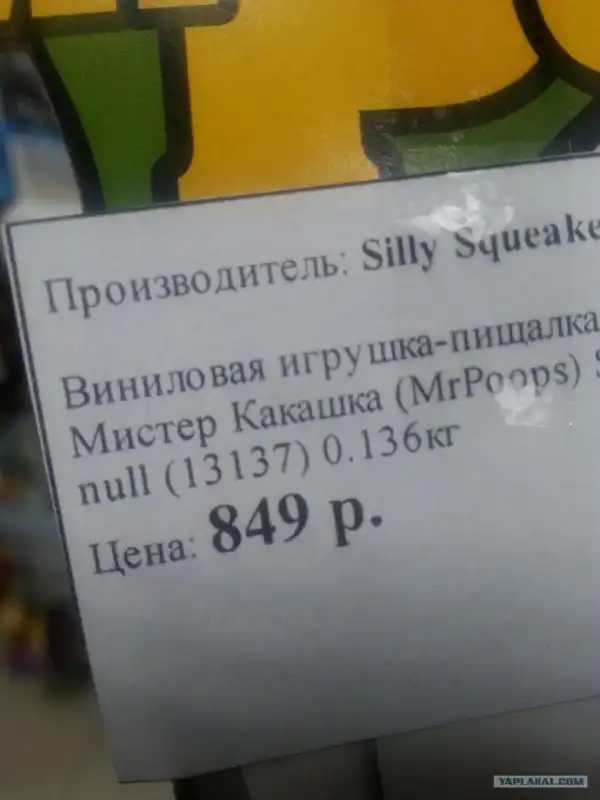 Производитель: Silly Squeake
Виниловая игрушка-пищалка
Мистер Какашка (MrPoops) S
null (13137) 0.136кг
Цена: 849 р.
YAPLAKAL.COM